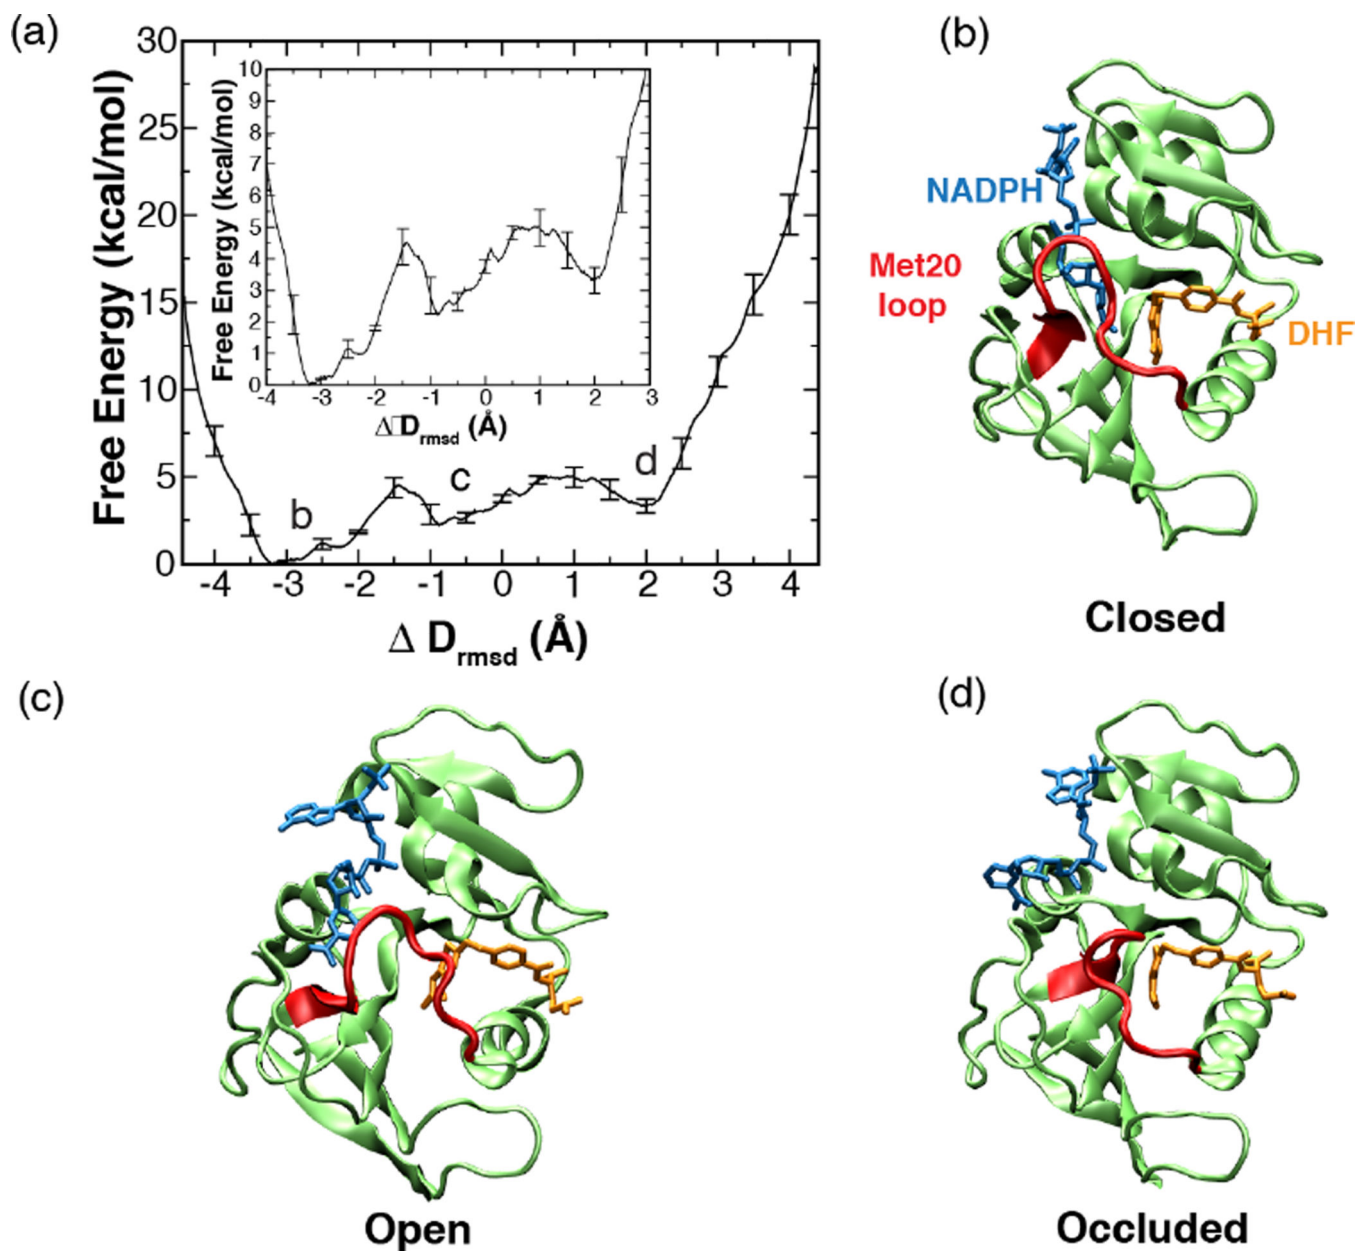 (a)
Free Energy (kcal/mol)
30
25
20
15
10
5
0
-4 -3 -2 -1 0 1 2 3 4
Δ D_rmsd (Å)
b
c
d
Free Energy (kcal/mol)
10
9
8
7
6
5
4
3
2
1
0
-4 -3 -2 -1 0 1 2 3
Δ□D_rmsd (Å)
(b)
NADPH
Met20
loop
DHF
Closed
(c)
Open
(d)
Occluded